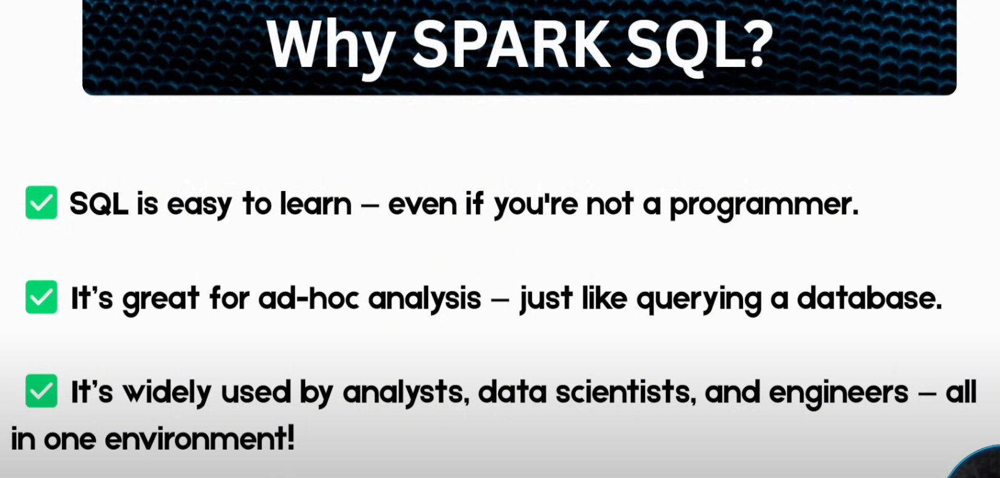 Why SPARK SQL?
✅ SQL is easy to learn – even if you're not a programmer.
✅ It’s great for ad-hoc analysis – just like querying a database.
✅ It’s widely used by analysts, data scientists, and engineers – all
in one environment!